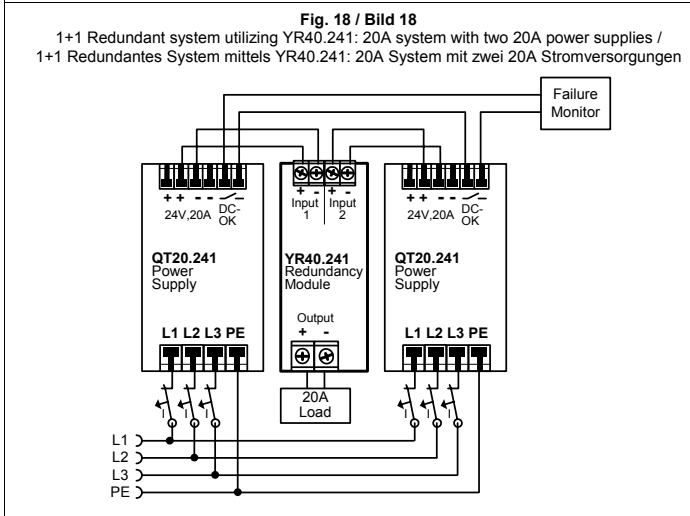 Fig. 18 / Bild 18
1+1 Redundant system utilizing YR40.241: 20A system with two 20A power supplies /
1+1 Redundantes System mittels YR40.241: 20A System mit zwei 20A Stromversorgungen
Failure
Monitor
+ + - -
24V,20A
DC-
OK
QT20.241
Power
Supply
L1 L2 L3 PE
+ - + -
Input
1
Input
2
YR40.241
Redundancy
Module
Output
+ -
20A
Load
+ + - -
24V,20A
DC-
OK
QT20.241
Power
Supply
L1 L2 L3 PE
I I I
I I I
L1
L2
L3
PE